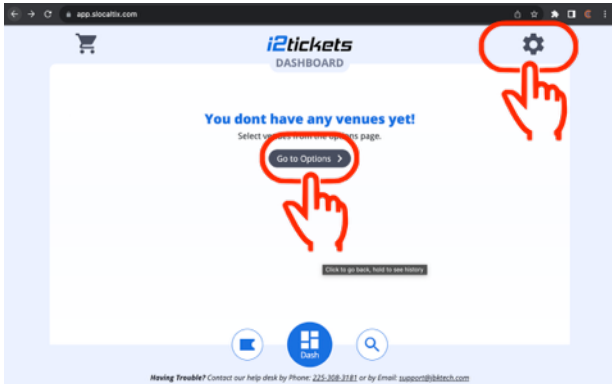 app.slocaltix.com
i2tickets
DASHBOARD
You dont have any venues yet!
Select venues from the options page.
Go to Options
Click to go back, hold to see history
Dash
Having Trouble? Contact our help desk by Phone: 225-308-3181 or by Email: support@jbktech.com